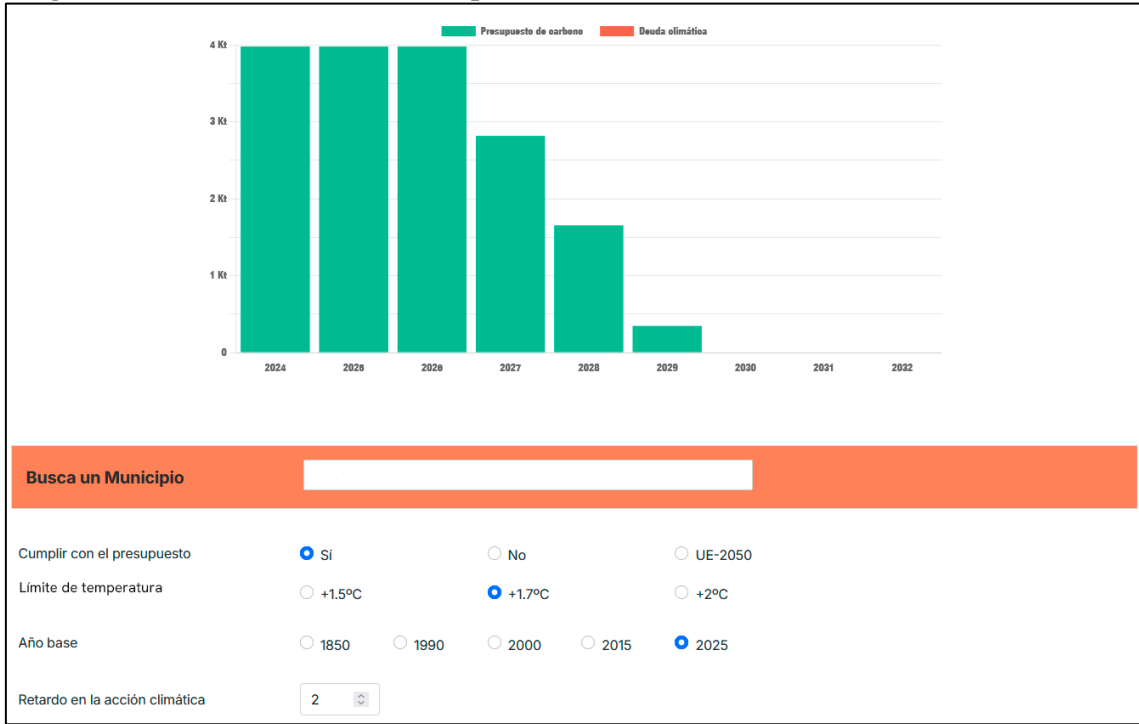 Presupuesto de carbono Deuda climática
4 Kt
3 Kt
2 Kt
1 Kt
0
2024 2025 2026 2027 2028 2029 2030 2031 2032
Busca un Municipio
Cumplir con el presupuesto Sí No UE-2050
Límite de temperatura +1.5ºC +1.7ºC +2ºC
Año base 1850 1990 2000 2015 2025
Retardo en la acción climática 2